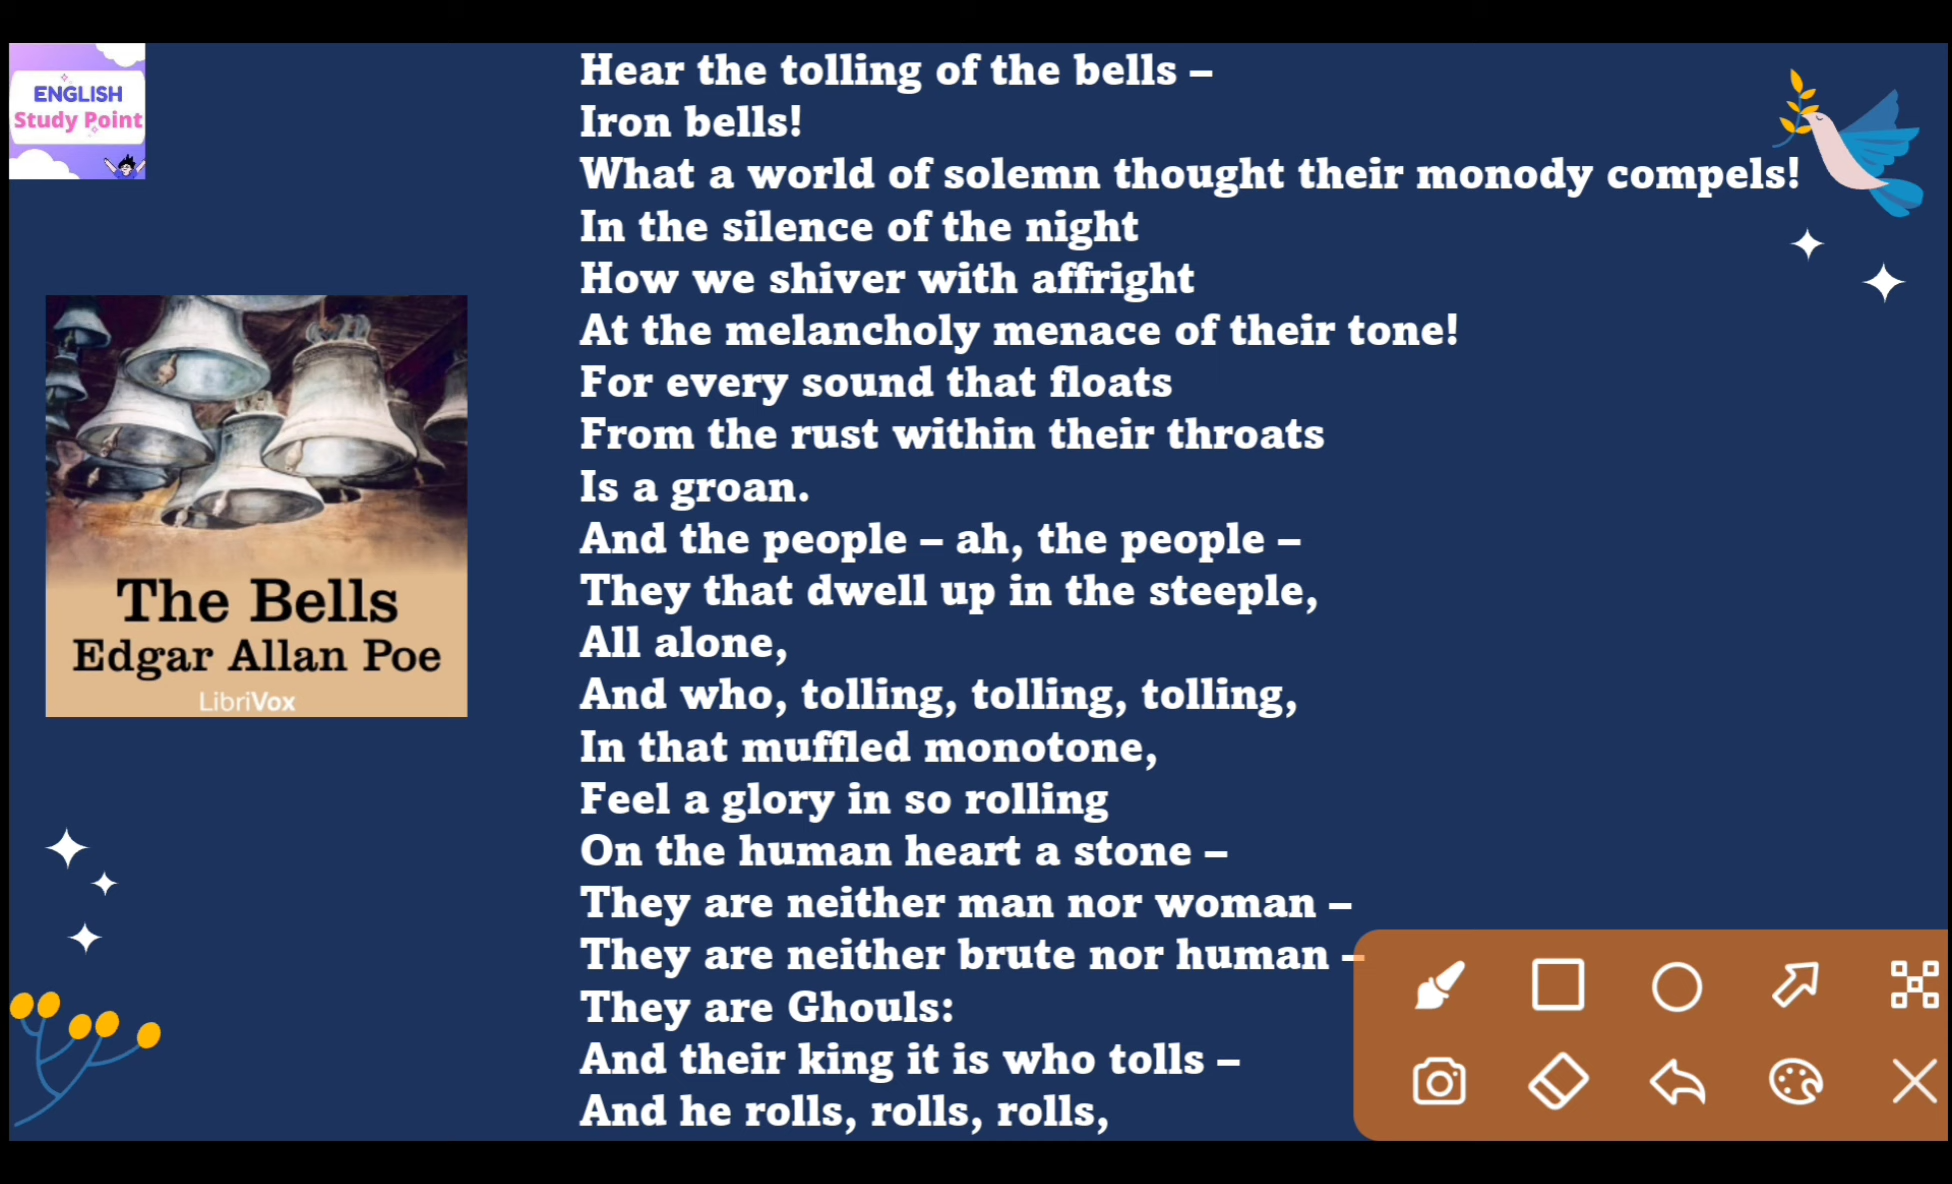 ENGLISH
Study Point
Hear the tolling of the bells –
Iron bells!
What a world of solemn thought their monody compels!
In the silence of the night
How we shiver with affright
At the melancholy menace of their tone!
For every sound that floats
From the rust within their throats
Is a groan.
And the people – ah, the people –
They that dwell up in the steeple,
All alone,
And who, tolling, tolling, tolling,
In that muffled monotone,
Feel a glory in so rolling
On the human heart a stone –
They are neither man nor woman –
They are neither brute nor human –
They are Ghouls:
And their king it is who tolls –
And he rolls, rolls, rolls,
The Bells
Edgar Allan Poe
LibriVox